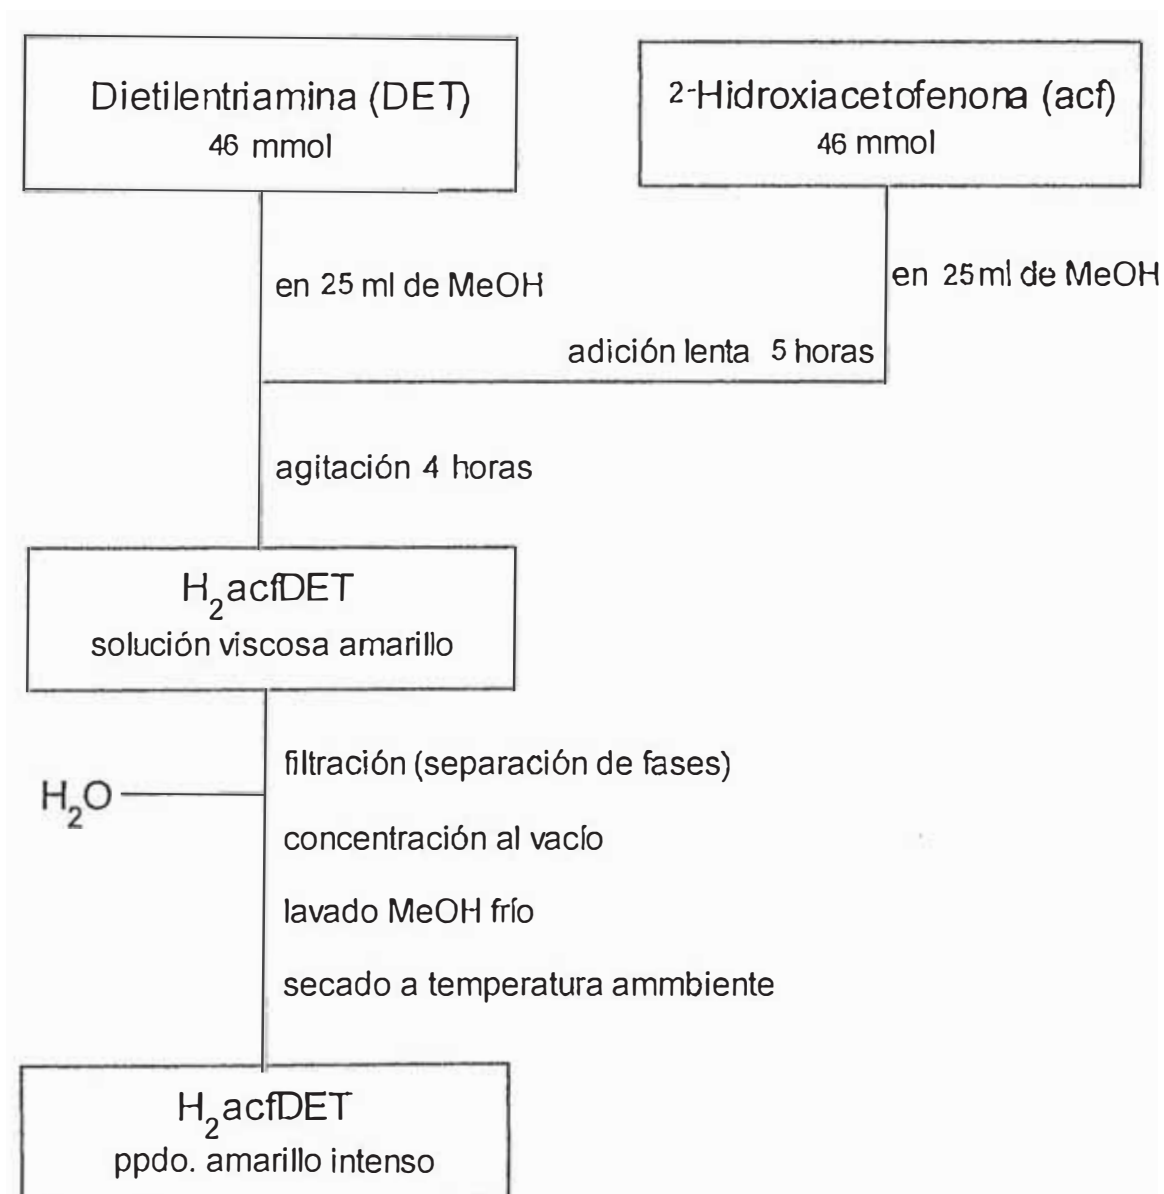 Dietilentriamina (DET)
46 mmol
2-Hidroxiacetofenona (acf)
46 mmol
en 25 ml de MeOH
en 25 ml de MeOH
adición lenta 5 horas
agitación 4 horas
H₂acfDET
solución viscosa amarillo
filtración (separación de fases)
H₂O
concentración al vacío
lavado MeOH frío
secado a temperatura ammbiente
H₂acfDET
ppdo. amarillo intenso